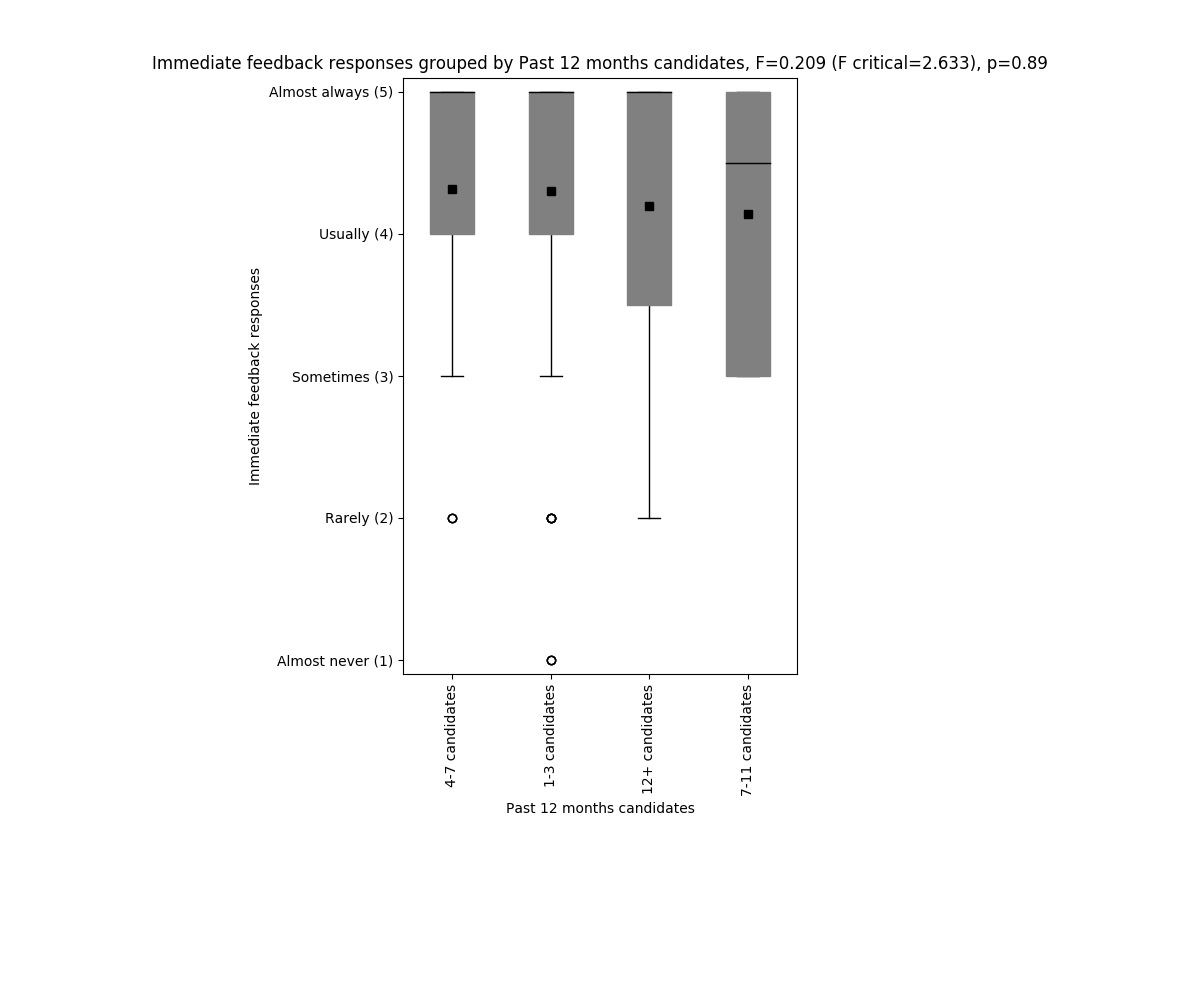 Immediate feedback responses grouped by Past 12 months candidates, F=0.209 (F critical=2.633), p=0.89
Almost always (5)
Usually (4)
Sometimes (3)
Rarely (2)
Almost never (1)
Immediate feedback responses
4-7 candidates
1-3 candidates
12+ candidates
7-11 candidates
Past 12 months candidates